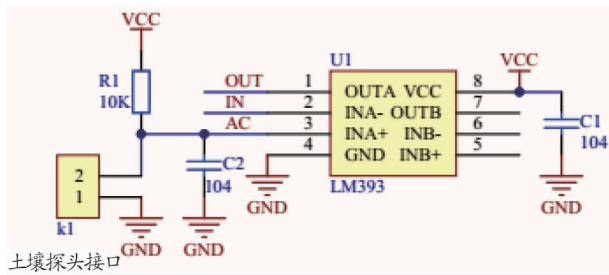 VCC
U1
VCC
R1
10K
OUT 1 OUTA VCC 8
IN 2 INA- OUTB 7
AC 3 INA+ INB- 6
4 GND INB+ 5
C1
104
C2
104
2
1
k1
GND
GND
GND
LM393
GND
土壤探头接口